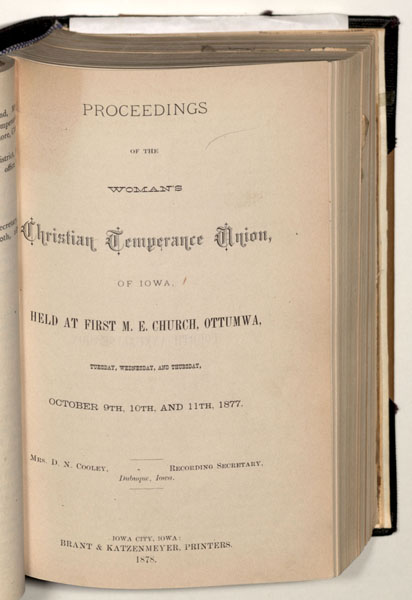 PROCEEDINGS
OF THE
WOMAN'S
Christian Temperance Union,
OF IOWA,
HELD AT FIRST M. E. CHURCH, OTTUMWA,
TUESDAY, WEDNESDAY, AND THURSDAY,
OCTOBER 9TH, 10TH, AND 11TH, 1877.
MRS. D. N. COOLEY, RECORDING SECRETARY.
Dubuque, Iowa.
IOWA CITY, IOWA:
BRANT & KATZENMEYER, PRINTERS.
1878.